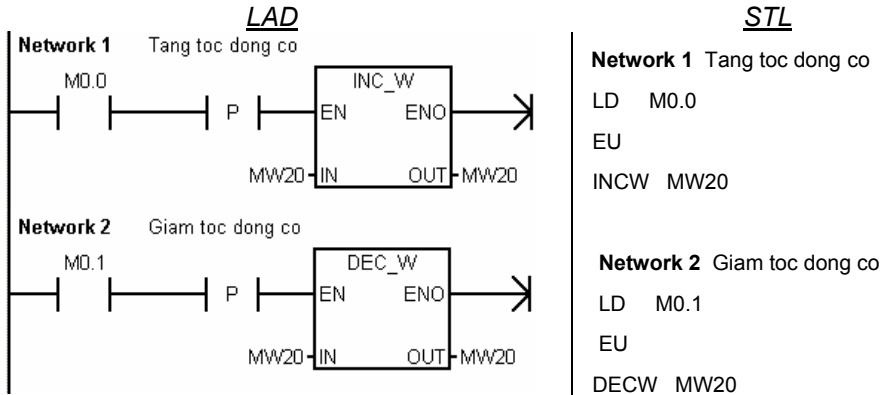 LAD
Network 1 Tang toc dong co
M0.0
INC_W
P
EN ENO
MW20 IN OUT MW20
Network 2 Giam toc dong co
M0.1
DEC_W
P
EN ENO
MW20 IN OUT MW20
STL
Network 1 Tang toc dong co
LD M0.0
EU
INCW MW20
Network 2 Giam toc dong co
LD M0.1
EU
DECW MW20